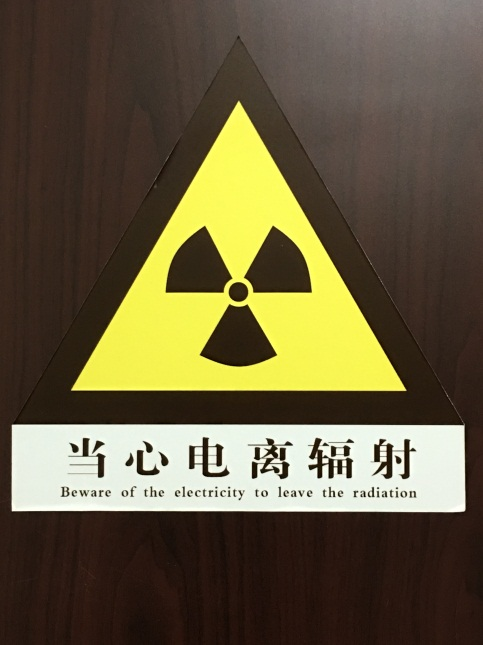 当心电离辐射
Beware of the electricity to leave the radiation